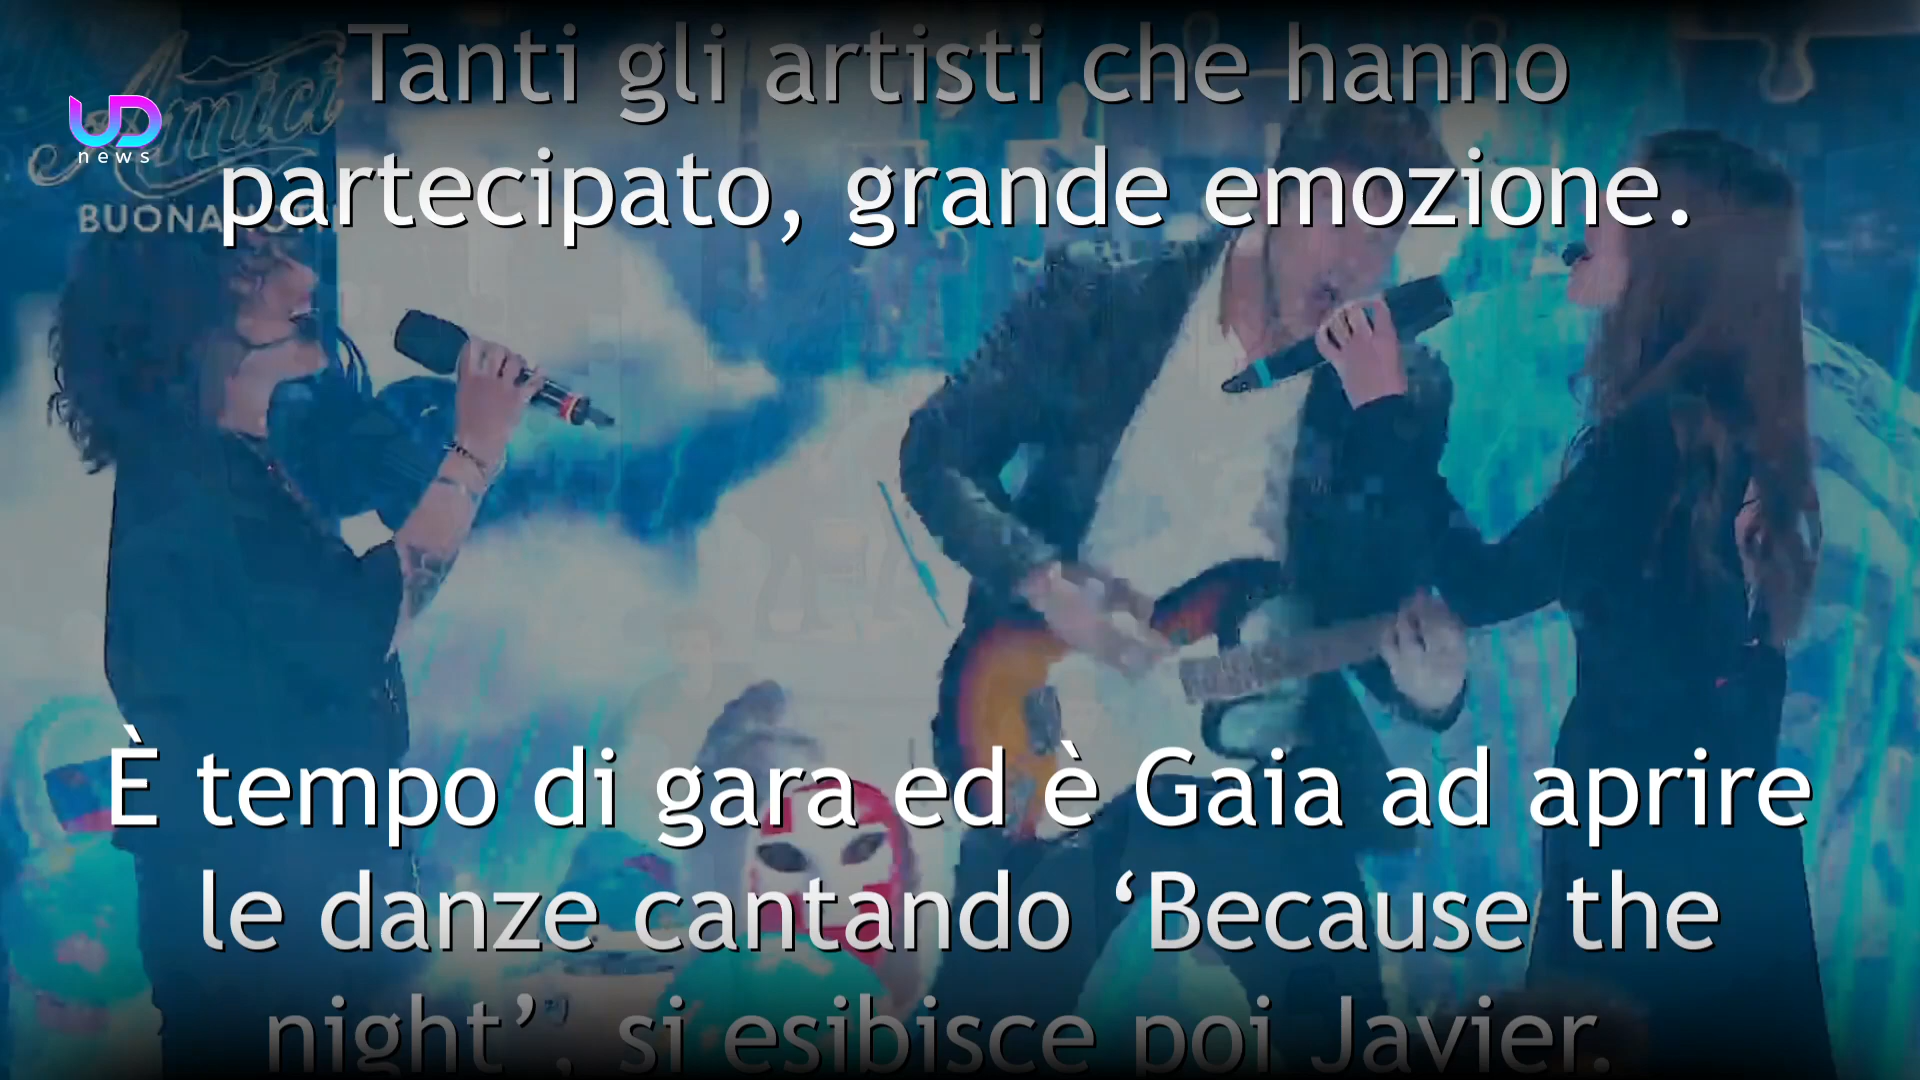 Tanti gli artisti che hanno
Amici
UD
news
partecipato, grande emozione.
BUONA
È tempo di gara ed è Gaia ad aprire
le danze cantando ‘Because the
night’, si esibisce poi Javier.